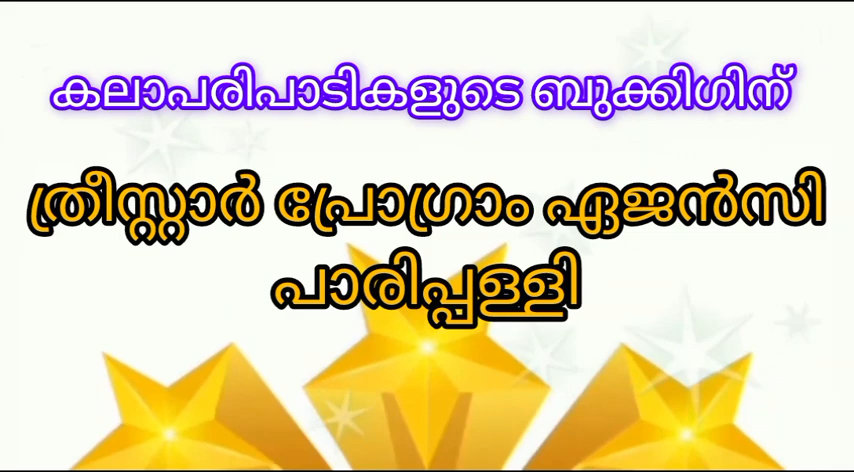 കലാപരിപാടികളുടെ ബുക്കിഗിന്
ത്രീസ്റ്റാർ പ്രോഗ്രാം ഏജൻസി
പാരിപ്പള്ളി